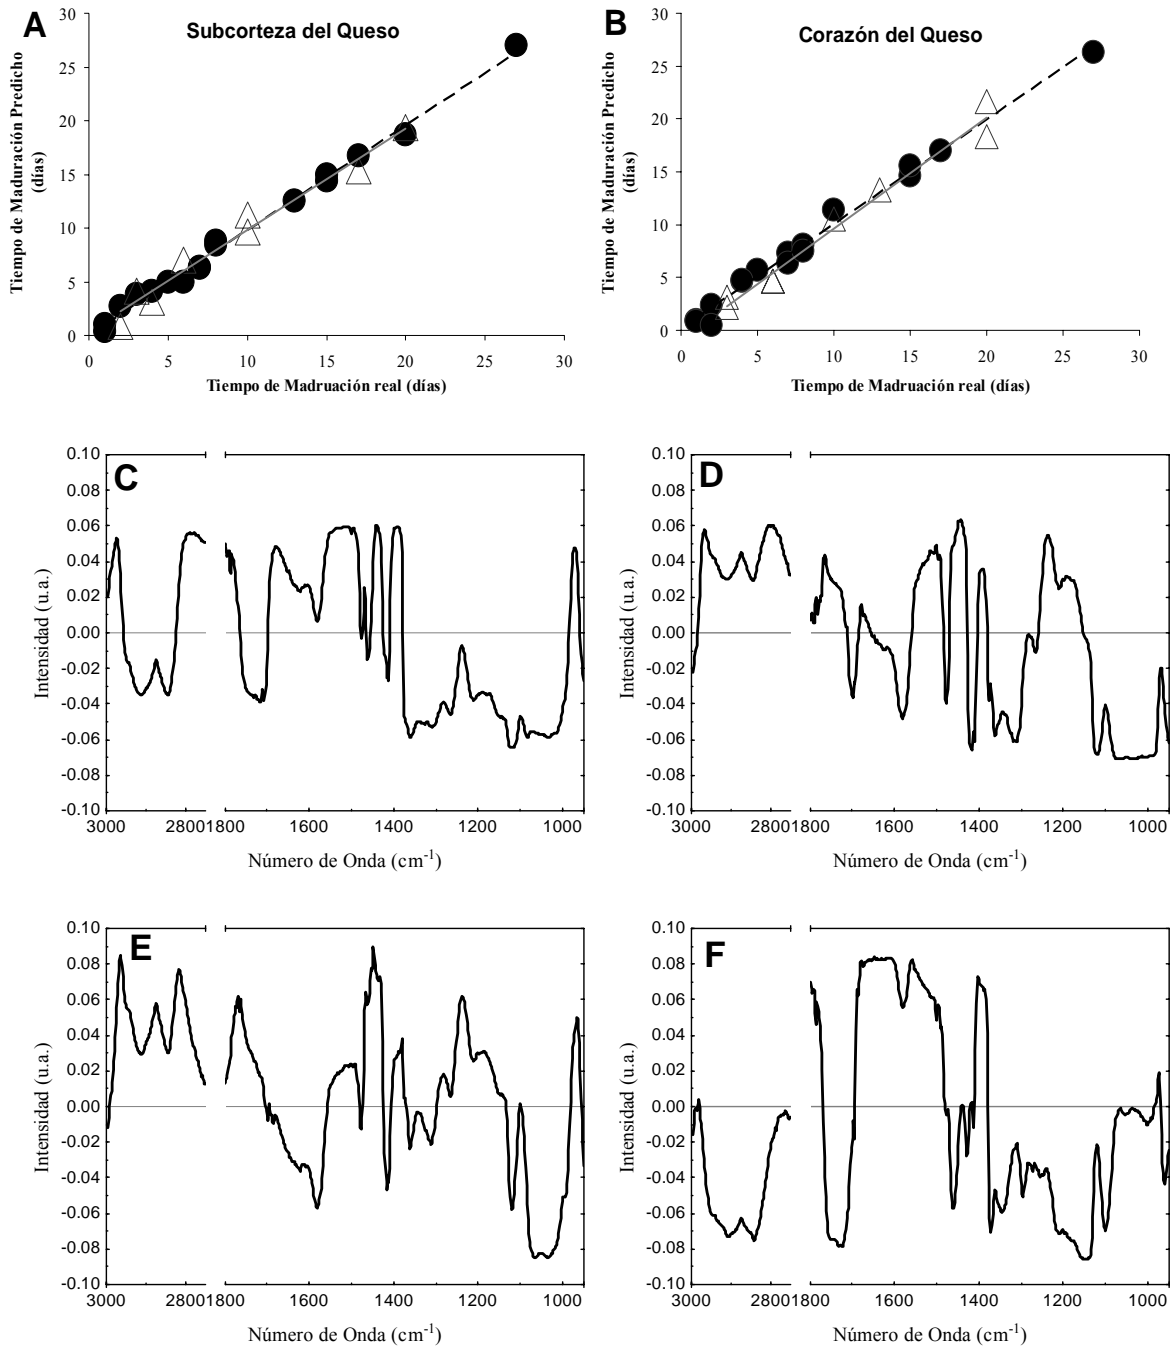 A
Subcorteza del Queso
Tiempo de Maduración Predicho
(días)
30
25
20
15
10
5
0
0 5 10 15 20 25 30
Tiempo de Madruación real (días)
B
Corazón del Queso
Tiempo de Maduración Predicho
(días)
30
25
20
15
10
5
0
0 5 10 15 20 25 30
Tiempo de Madruación real (días)
C
Intensidad (u.a.)
0.10
0.08
0.06
0.04
0.02
0.00
-0.02
-0.04
-0.06
-0.08
-0.10
3000 2800 1800 1600 1400 1200 1000
Número de Onda (cm-1)
D
Intensidad (u.a.)
0.10
0.08
0.06
0.04
0.02
0.00
-0.02
-0.04
-0.06
-0.08
-0.10
3000 2800 1800 1600 1400 1200 1000
Número de Onda (cm-1)
E
Intensidad (u.a.)
0.10
0.08
0.06
0.04
0.02
0.00
-0.02
-0.04
-0.06
-0.08
-0.10
3000 2800 1800 1600 1400 1200 1000
Número de Onda (cm-1)
F
Intensidad (u.a.)
0.10
0.08
0.06
0.04
0.02
0.00
-0.02
-0.04
-0.06
-0.08
-0.10
3000 2800 1800 1600 1400 1200 1000
Número de Onda (cm-1)